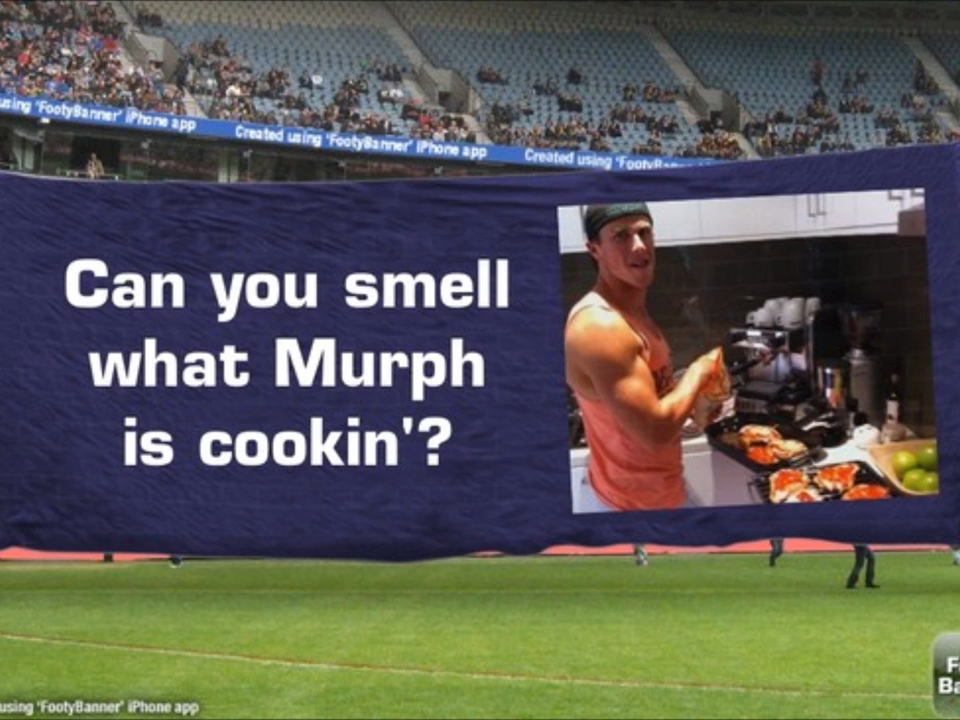 using 'FootyBanner' iPhone app
Created using 'FootyBanner' iPhone app
Created using 'FootyBanner'
Can you smell
what Murph
is cookin'?
using 'FootyBanner' iPhone app